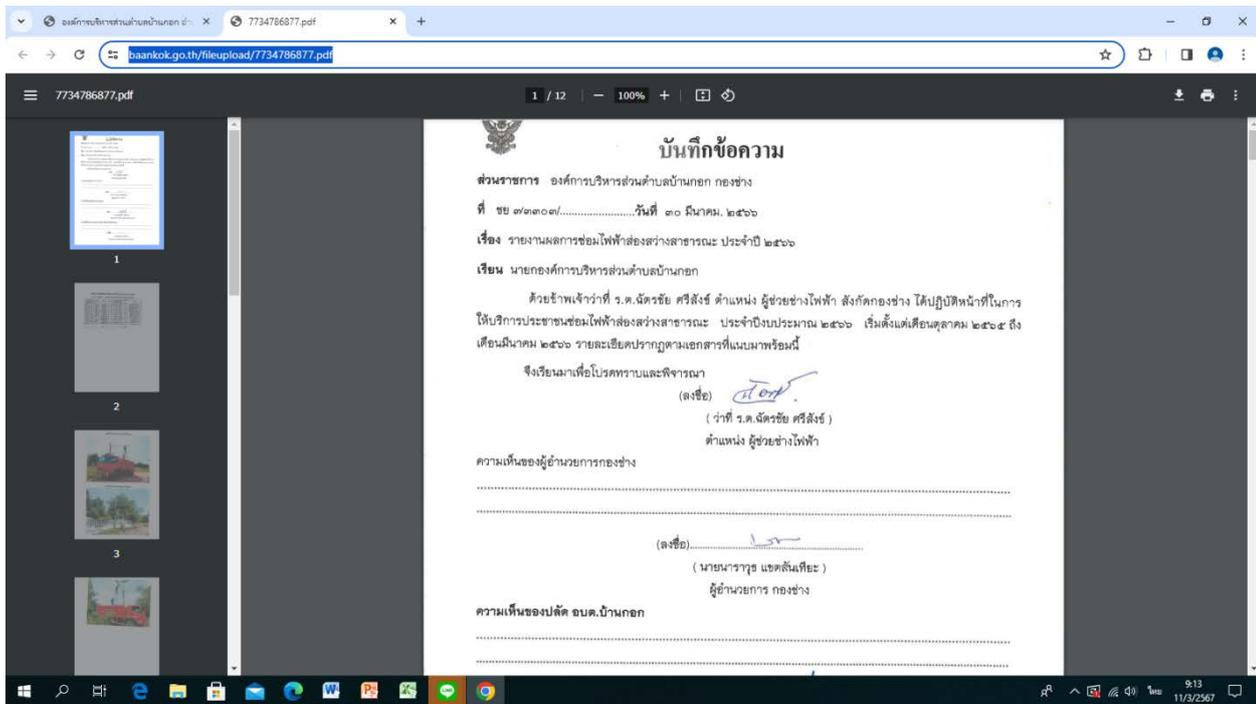 องค์การบริหารส่วนตำบลบ้านกอก อำ
7734786877.pdf
baankok.go.th/fileupload/7734786877.pdf
7734786877.pdf
1 / 12
100%
บันทึกข้อความ
ส่วนราชการ องค์การบริหารส่วนตำบลบ้านกอก กองช่าง
ที่ ชย ๗๓๓๐๓/........................วันที่ ๓๐ มีนาคม. ๒๕๖๖
เรื่อง รายงานผลการซ่อมไฟฟ้าส่องสว่างสาธารณะ ประจำปี ๒๕๖๖
เรียน นายกองค์การบริหารส่วนตำบลบ้านกอก
ด้วยข้าพเจ้าว่าที่ ร.ต.ฉัตรชัย ศรีสังข์ ตำแหน่ง ผู้ช่วยช่างไฟฟ้า สังกัดกองช่าง ได้ปฏิบัติหน้าที่ในการ
ให้บริการประชาชนซ่อมไฟฟ้าส่องสว่างสาธารณะ ประจำปีงบประมาณ ๒๕๖๖ เริ่มตั้งแต่เดือนตุลาคม ๒๕๖๕ ถึง
เดือนมีนาคม ๒๕๖๖ รายละเอียดปรากฏตามเอกสารที่แนบมาพร้อมนี้
จึงเรียนมาเพื่อโปรดทราบและพิจารณา
(ลงชื่อ)
( ว่าที่ ร.ต.ฉัตรชัย ศรีสังข์ )
ตำแหน่ง ผู้ช่วยช่างไฟฟ้า
ความเห็นของผู้อำนวยการกองช่าง
(ลงชื่อ)
( นายนาราวุธ แขตสันเทียะ )
ผู้อำนวยการ กองช่าง
ความเห็นของปลัด อบต.บ้านกอก
1
2
3
ไทย
9:13
11/3/2567